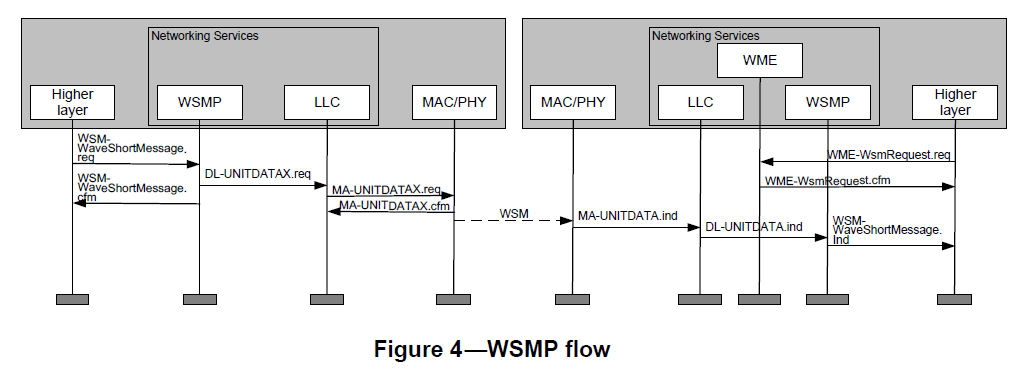 Networking Services
Higher
layer
WSMP
LLC
MAC/PHY
Networking Services
WME
MAC/PHY
LLC
WSMP
Higher
layer
WSM-
WaveShortMessage.
req
WSM-
WaveShortMessage.
cfm
DL-UNITDATAX.req
MA-UNITDATAX.req
MA-UNITDATAX.cfm
WSM
MA-UNITDATA.ind
DL-UNITDATA.ind
WME-WsmRequest.req
WME-WsmRequest.cfm
WSM-
WaveShortMessage.
Ind
Figure 4—WSMP flow